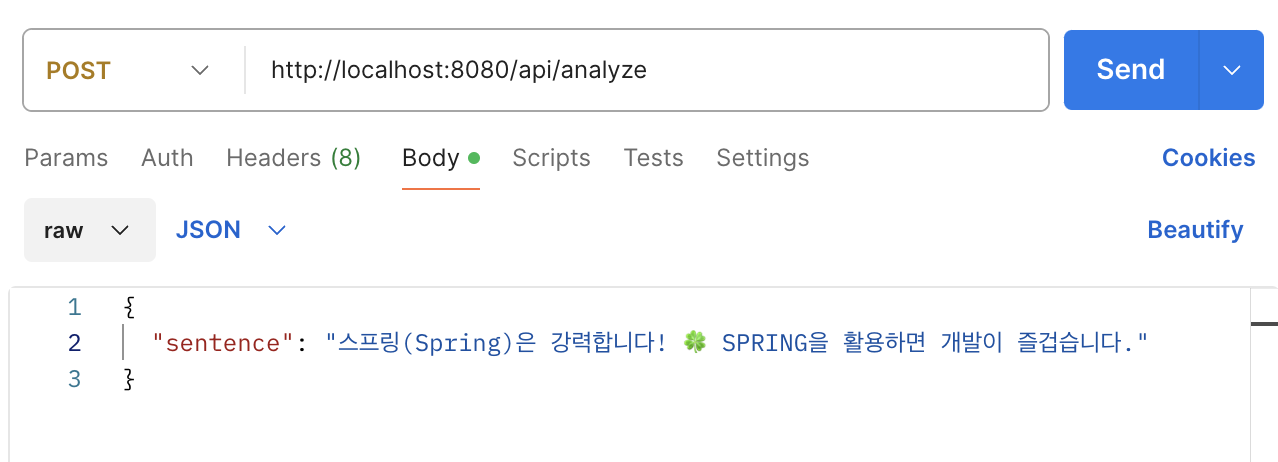 POST http://localhost:8080/api/analyze Send
Params Auth Headers (8) Body Scripts Tests Settings Cookies
raw JSON Beautify
1 {
2 "sentence": "스프링(Spring)은 강력합니다! 🍀 SPRING을 활용하면 개발이 즐겁습니다."
3 }